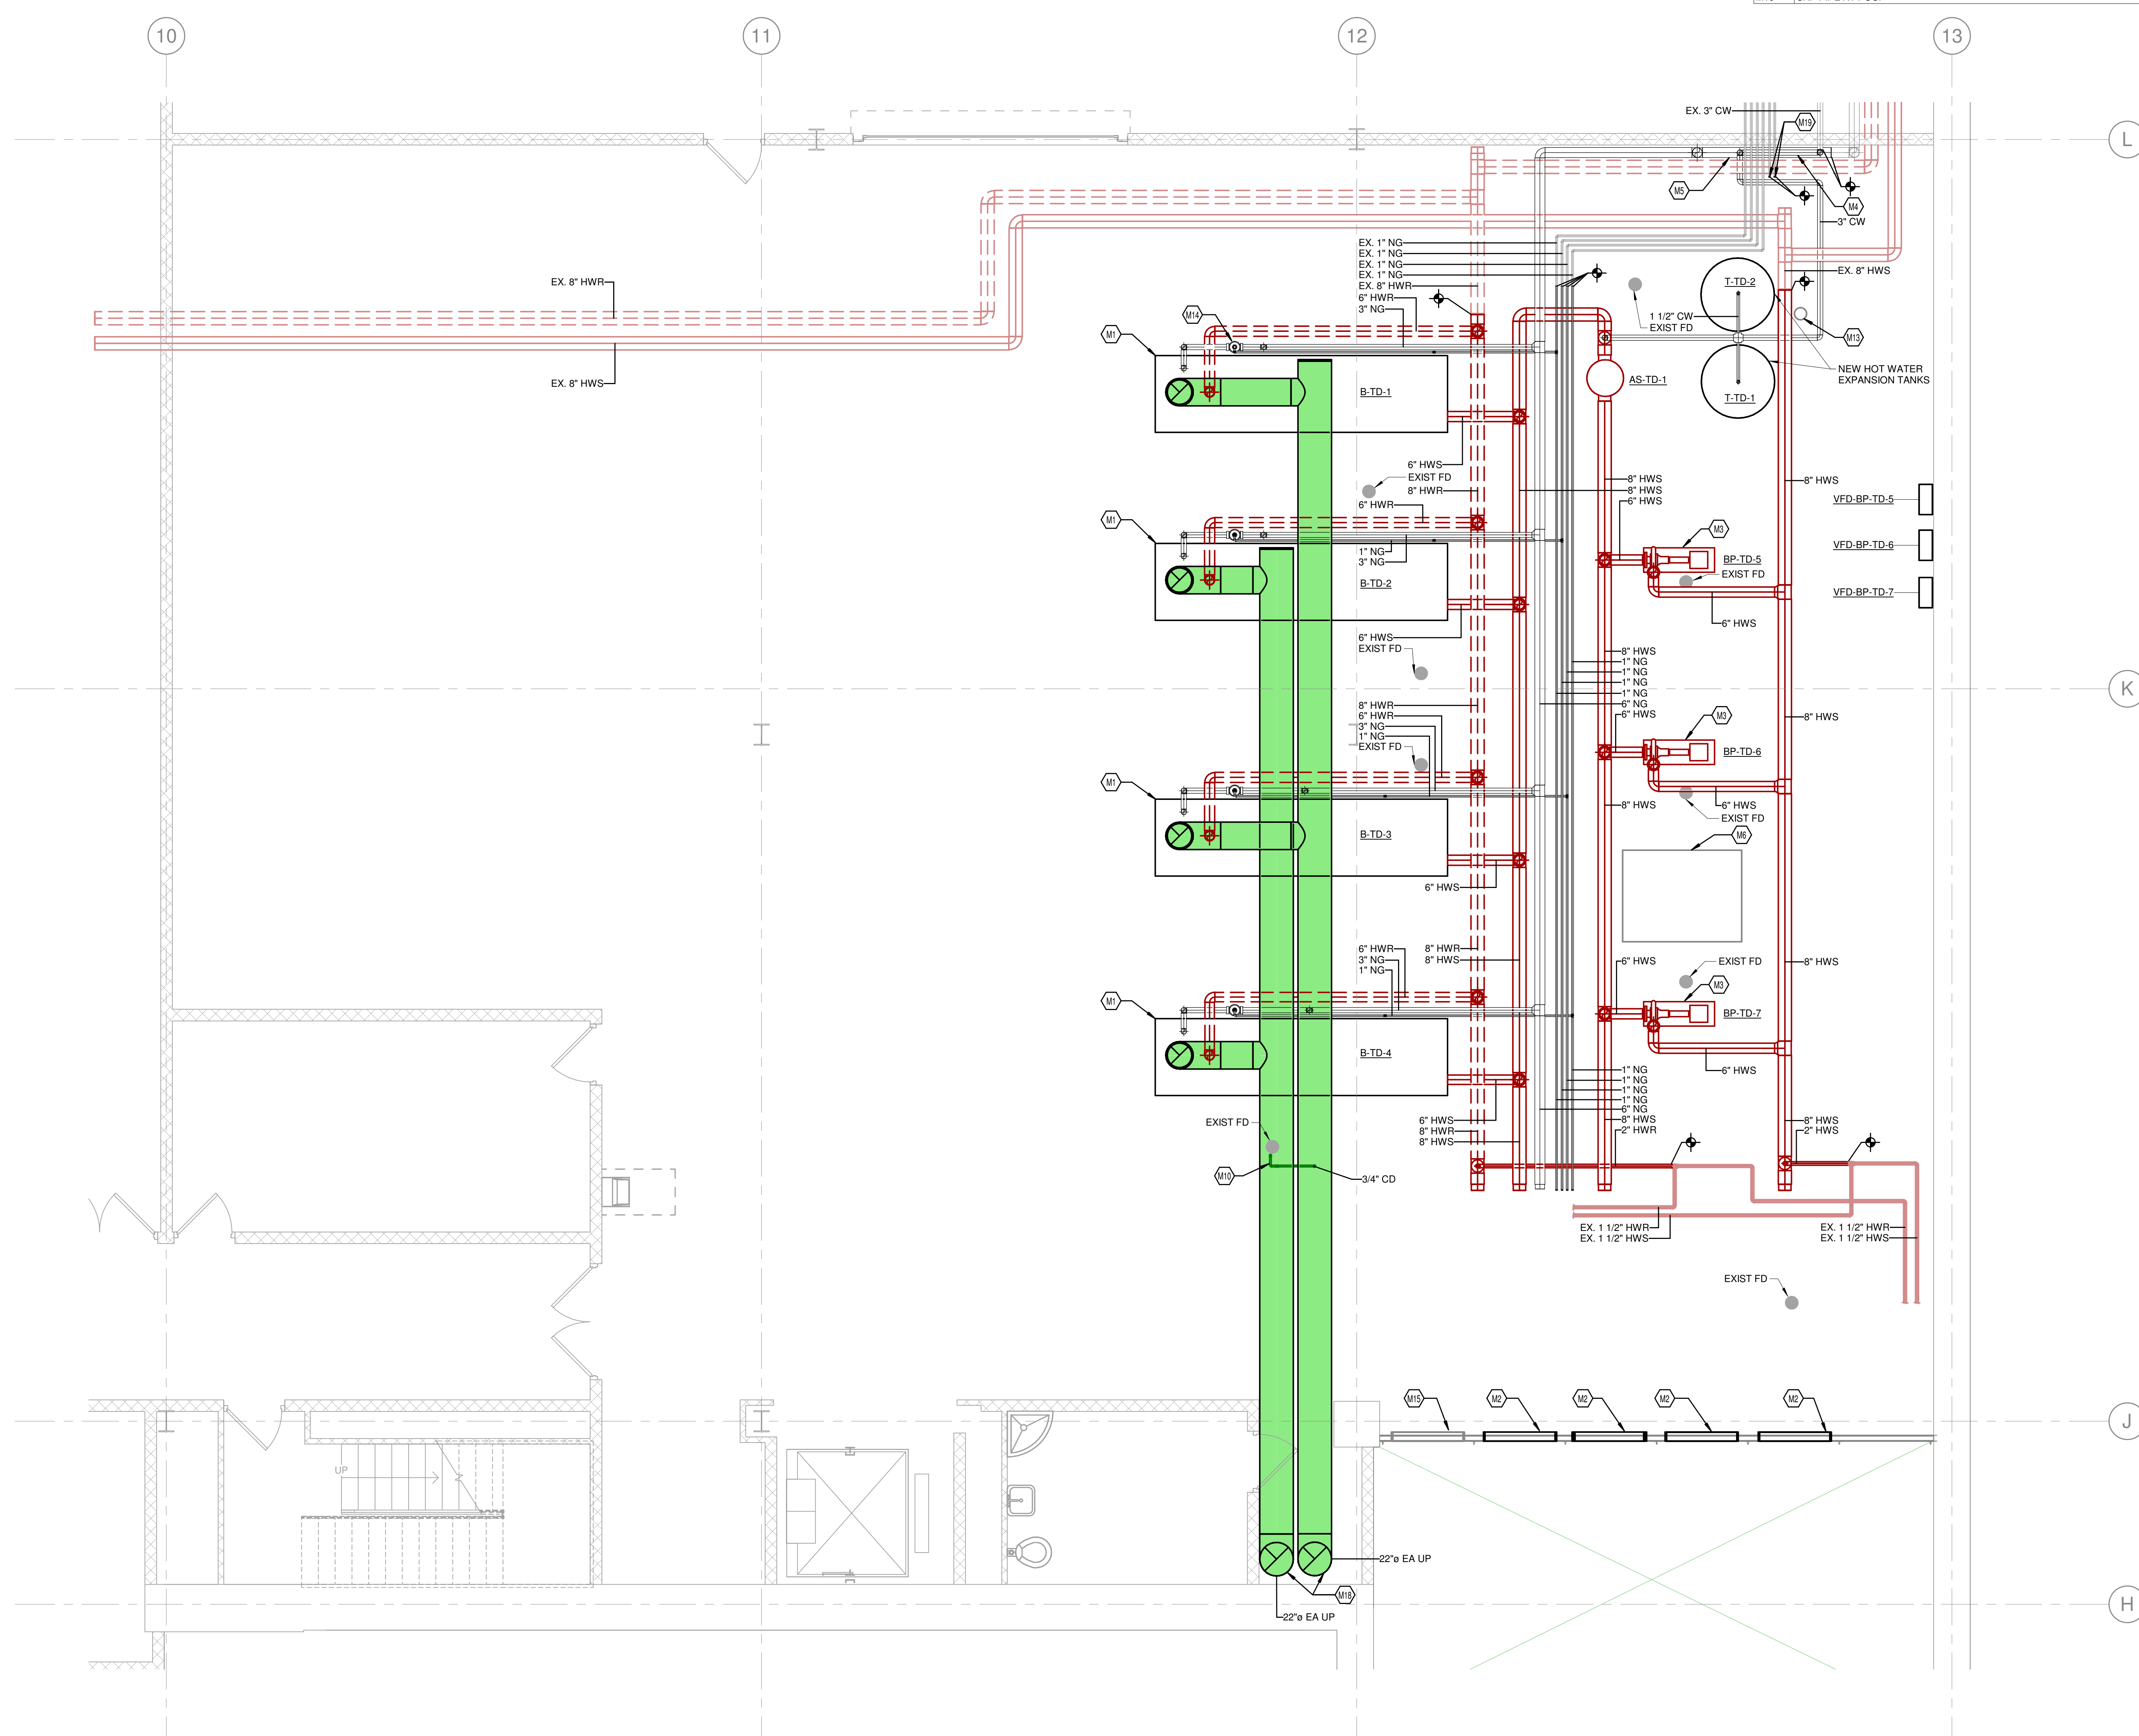 10
11
12
13
EX. 3" CW
M19
L
M5
M4
3" CW
EX. 1" NG
EX. 1" NG
EX. 1" NG
EX. 1" NG
EX. 8" HWR
6" HWR
3" NG
EX. 8" HWR
EX. 8" HWS
EX. 8" HWS
T-TD-2
1 1/2" CW
EXIST FD
M13
M14
M1
NEW HOT WATER
EXPANSION TANKS
AS-TD-1
T-TD-1
B-TD-1
6" HWS
EXIST FD
8" HWR
6" HWR
8" HWS
8" HWS
6" HWS
8" HWS
VFD-BP-TD-5
M1
M3
1" NG
3" NG
BP-TD-5
EXIST FD
VFD-BP-TD-6
B-TD-2
VFD-BP-TD-7
6" HWS
6" HWS
EXIST FD
8" HWS
1" NG
1" NG
1" NG
1" NG
6" NG
6" HWS
K
8" HWR
6" HWR
3" NG
1" NG
EXIST FD
M3
8" HWS
BP-TD-6
M1
8" HWS
6" HWS
EXIST FD
B-TD-3
M6
6" HWS
6" HWR
3" NG
1" NG
8" HWR
8" HWS
6" HWS
EXIST FD
8" HWS
M3
M1
BP-TD-7
B-TD-4
6" HWS
1" NG
1" NG
1" NG
1" NG
6" NG
8" HWS
2" HWR
6" HWS
8" HWR
8" HWS
8" HWS
2" HWS
EXIST FD
M10
3/4" CD
EX. 1 1/2" HWR
EX. 1 1/2" HWS
EX. 1 1/2" HWR
EX. 1 1/2" HWS
EXIST FD
M15
M2
M2
M2
M2
J
UP
22"ø EA UP
M18
22"ø EA UP
H